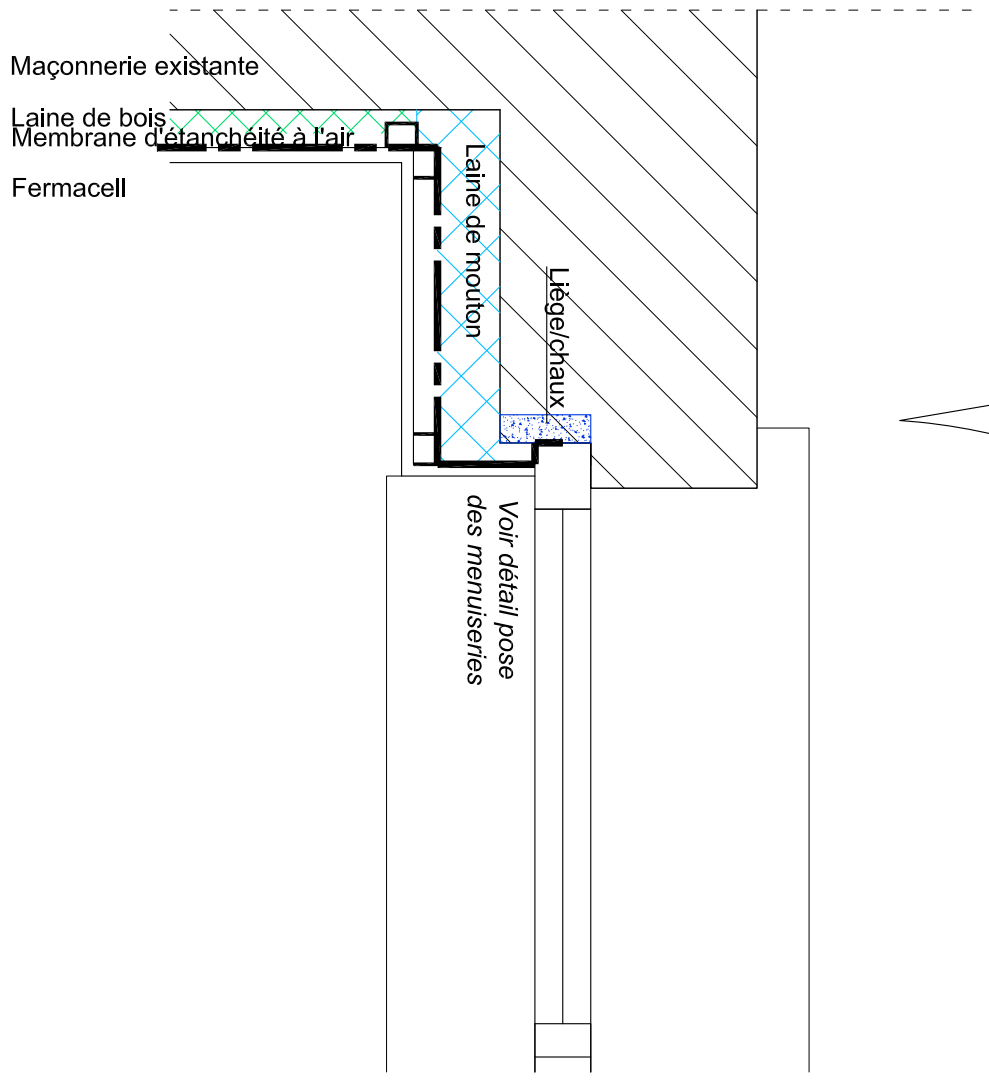 Maçonnerie existante
Laine de bois
Membrane d'étanchéité à l'air
Fermacell
Laine de mouton
Liège/chaux
Voir détail pose
des menuiseries